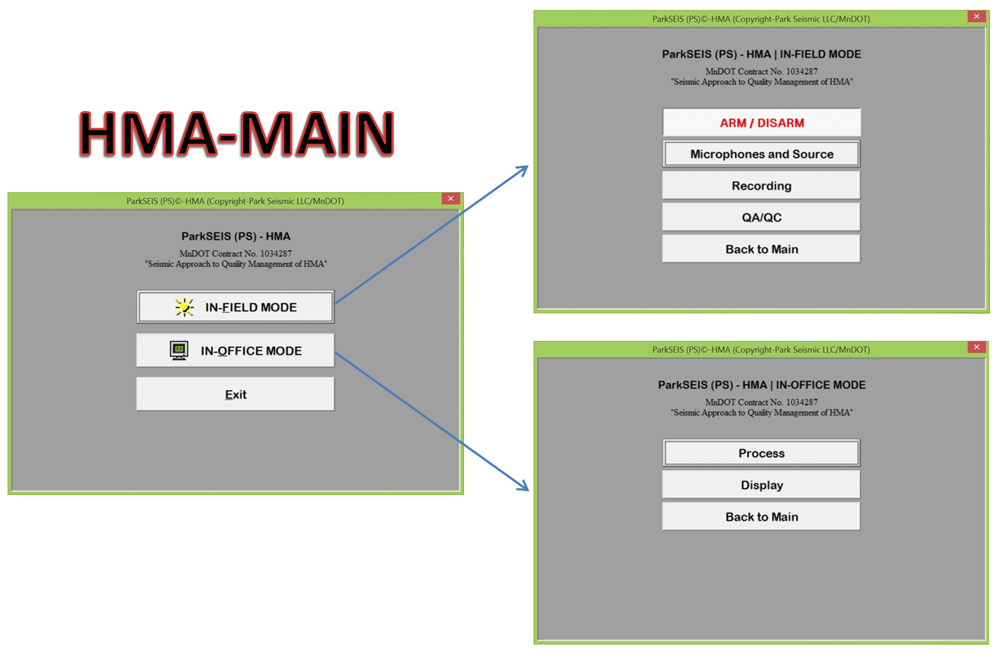 HMA-MAIN
ParkSEIS (PS)©-HMA (Copyright-Park Seismic LLC/MnDOT)
ParkSEIS (PS) - HMA
MnDOT Contract No. 1034287
"Seismic Approach to Quality Management of HMA"
IN-FIELD MODE
IN-OFFICE MODE
Exit
ParkSEIS (PS)©-HMA (Copyright-Park Seismic LLC/MnDOT)
ParkSEIS (PS) - HMA | IN-FIELD MODE
MnDOT Contract No. 1034287
"Seismic Approach to Quality Management of HMA"
ARM / DISARM
Microphones and Source
Recording
QA/QC
Back to Main
ParkSEIS (PS)©-HMA (Copyright-Park Seismic LLC/MnDOT)
ParkSEIS (PS) - HMA | IN-OFFICE MODE
MnDOT Contract No. 1034287
"Seismic Approach to Quality Management of HMA"
Process
Display
Back to Main